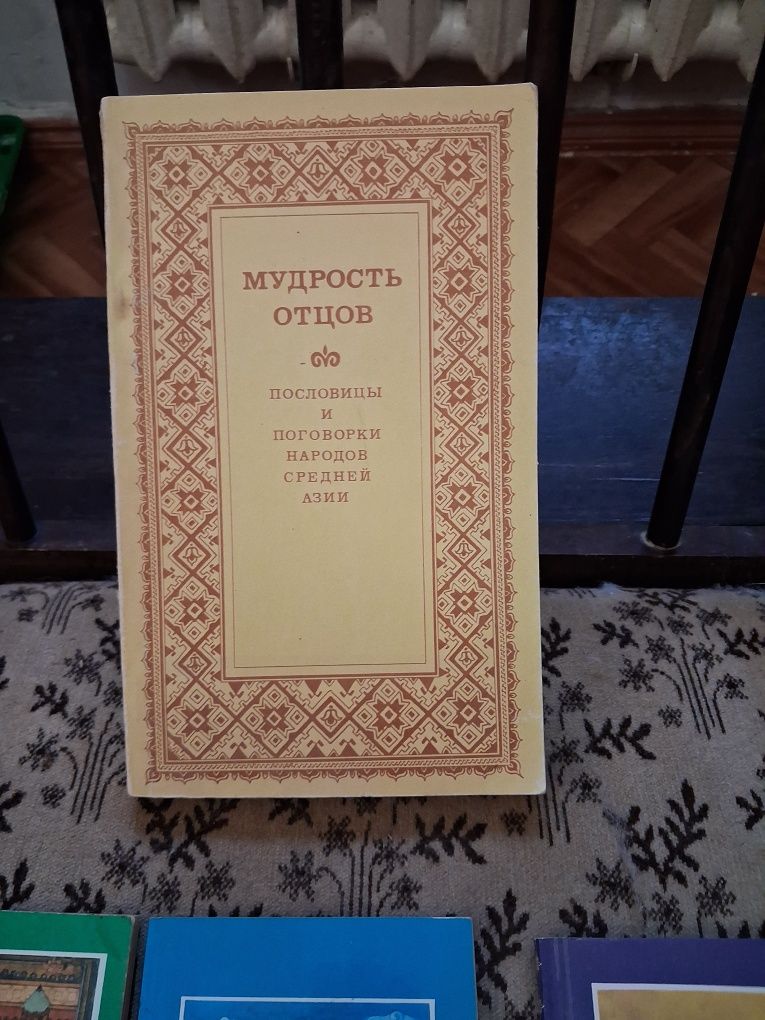 МУДРОСТЬ
ОТЦОВ
ПОСЛОВИЦЫ
И
ПОГОВОРКИ
НАРОДОВ
СРЕДНЕЙ
АЗИИ